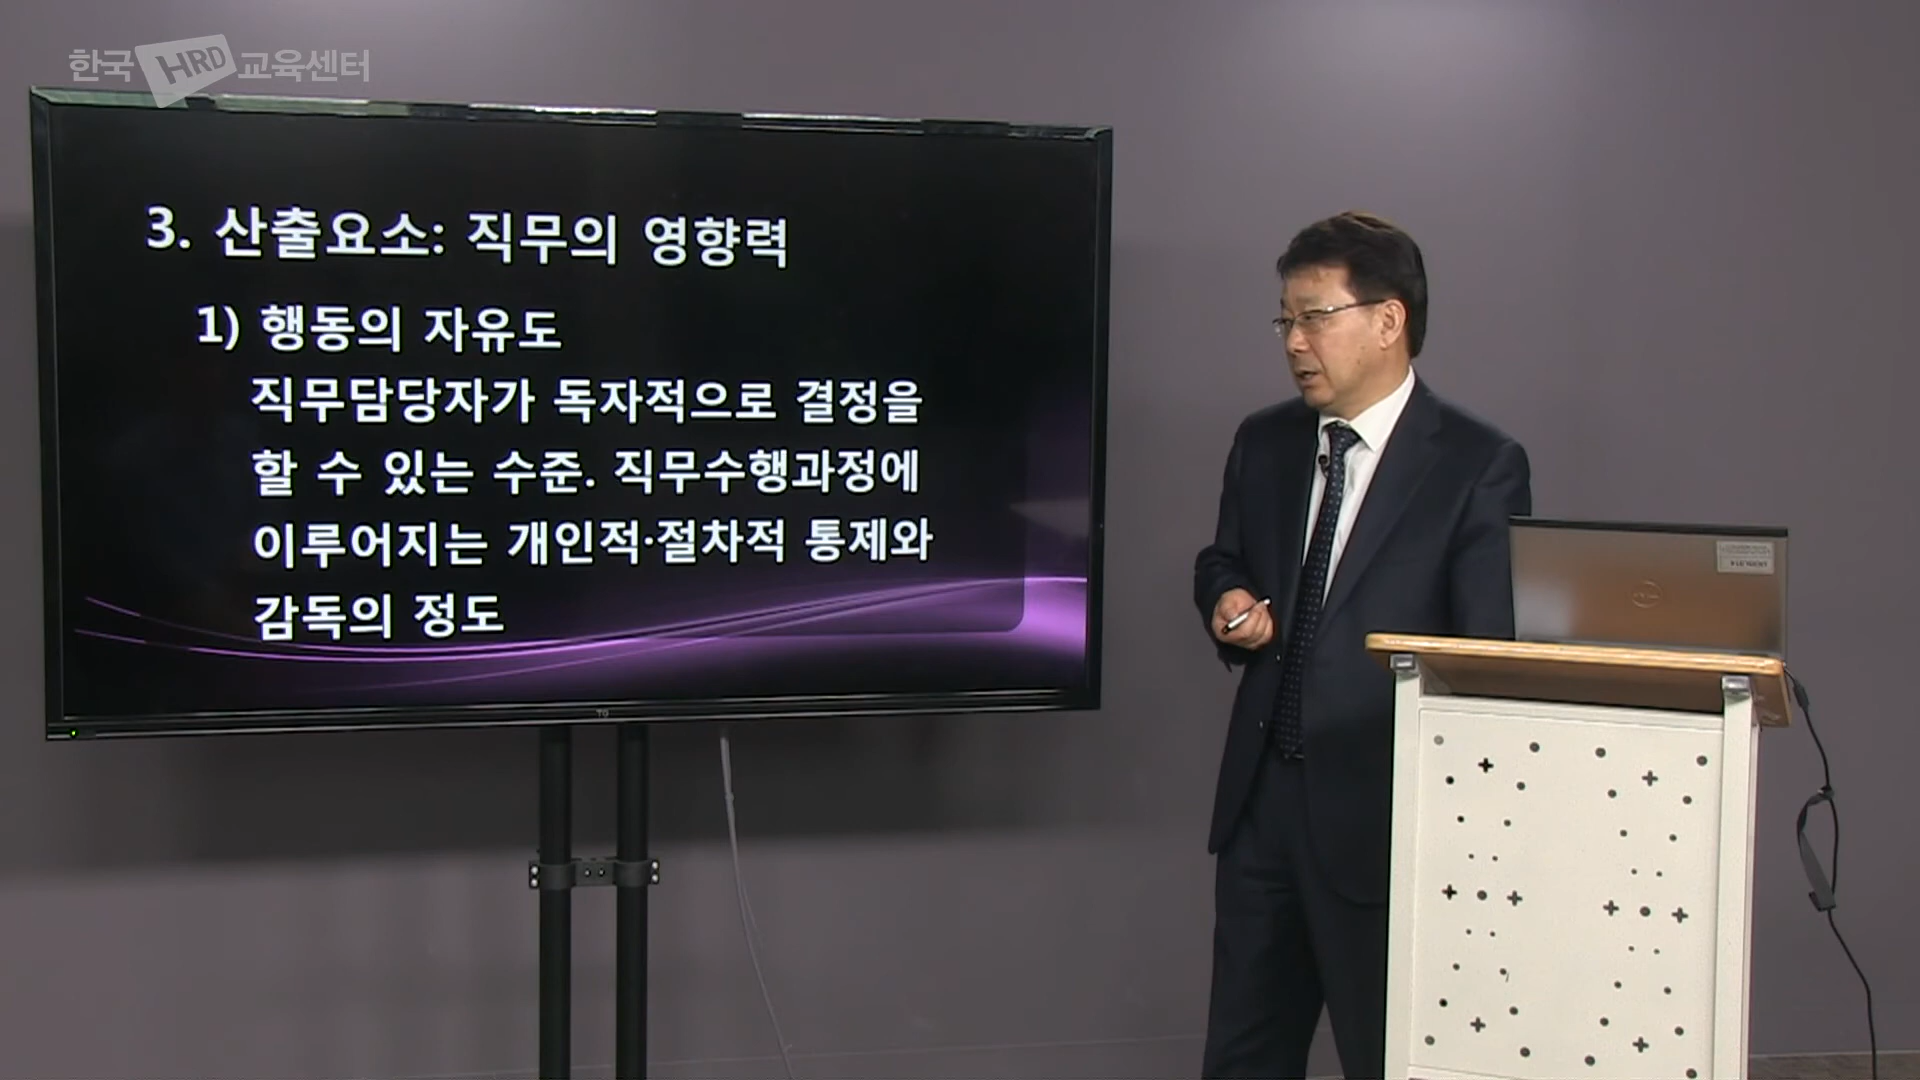 한국 HRD 교육센터
3. 산출요소: 직무의 영향력
1) 행동의 자유도
직무담당자가 독자적으로 결정을
할 수 있는 수준. 직무수행과정에
이루어지는 개인적·절차적 통제와
감독의 정도
TG